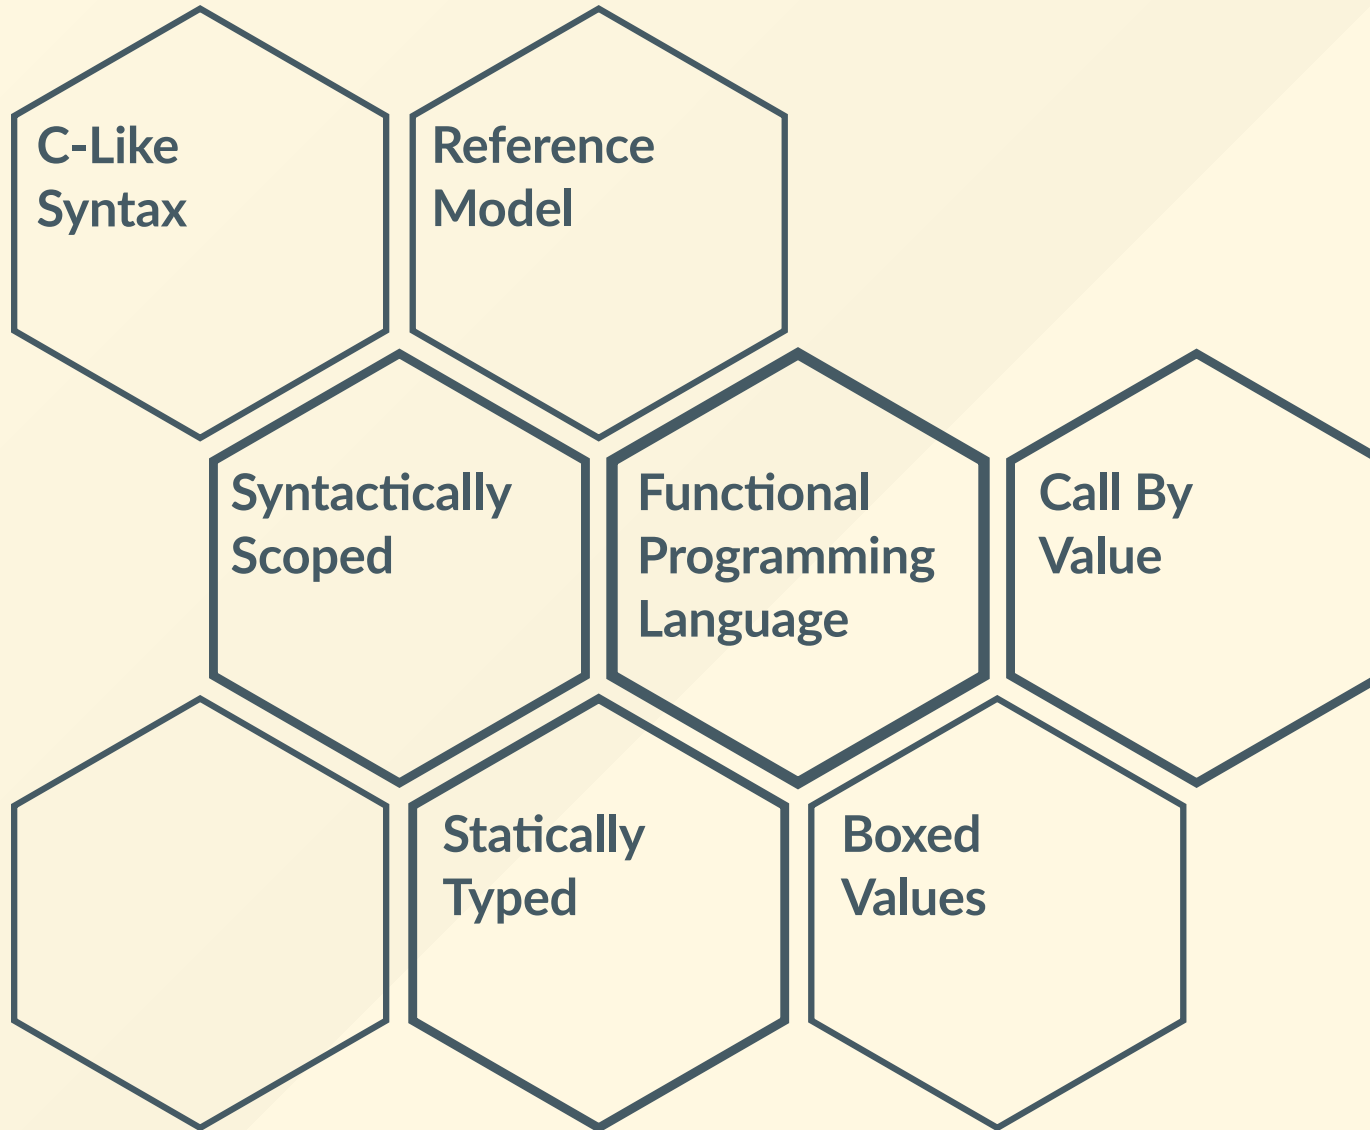 C-Like
Syntax
Reference
Model
Syntactically
Scoped
Functional
Programming
Language
Call By
Value
Statically
Typed
Boxed
Values